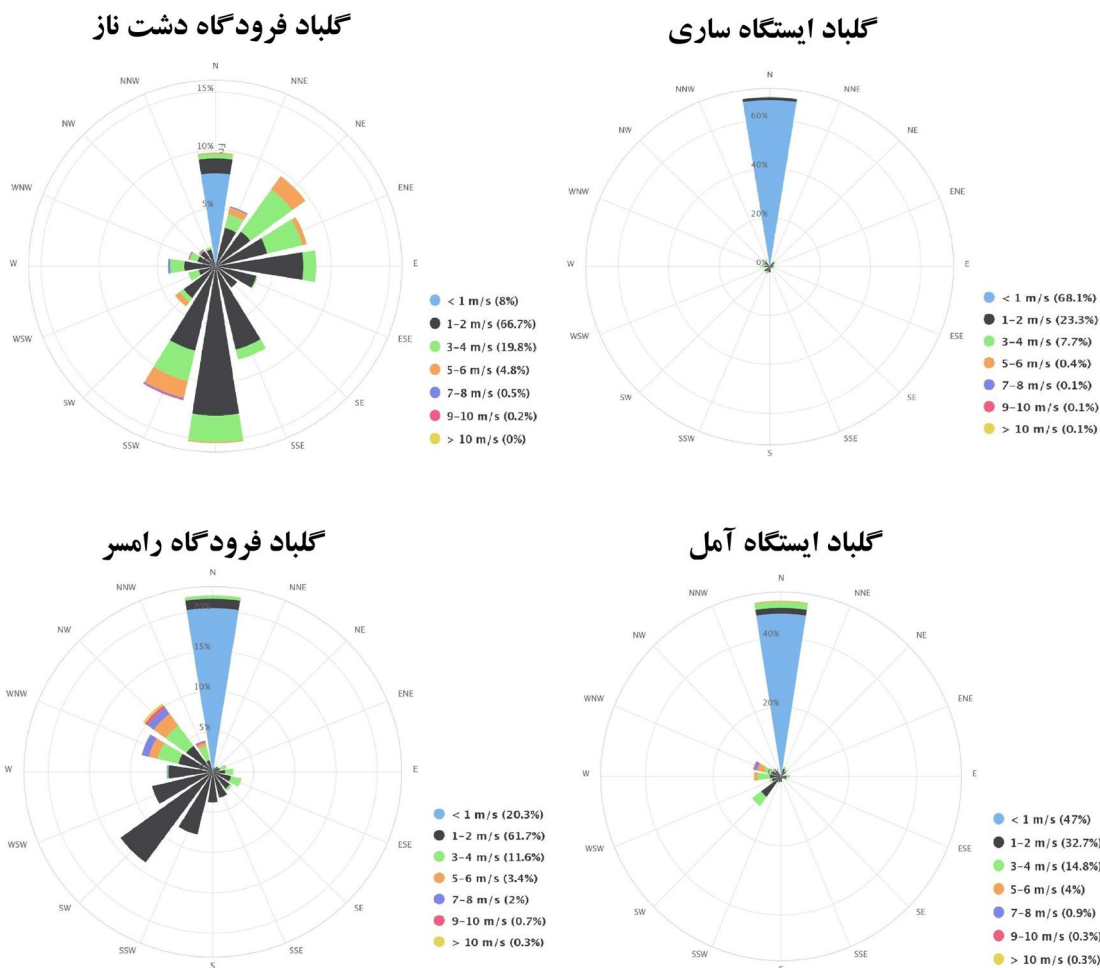 گلباد فرودگاه دشت ناز
N
NNW
NNE
15%
NW
NE
10%
Fr
WNW
ENE
5%
W
E
ESE
SW
SE
SSW
SSE
< 1 m/s (8%)
1–2 m/s (66.7%)
3–4 m/s (19.8%)
5–6 m/s (4.8%)
7–8 m/s (0.5%)
9–10 m/s (0.2%)
> 10 m/s (0%)
WSW
گلباد ایستگاه ساری
N
NNW
NNE
60%
NW
NE
40%
WNW
ENE
20%
W
0%
E
WSW
ESE
SW
SE
SSW
SSE
S
< 1 m/s (68.1%)
1–2 m/s (23.3%)
3–4 m/s (7.7%)
5–6 m/s (0.4%)
7–8 m/s (0.1%)
9–10 m/s (0.1%)
> 10 m/s (0.1%)
گلباد فرودگاه رامسر
N
NNW
NNE
20%
NW
NE
15%
WNW
ENE
10%
5%
W
E
WSW
ESE
SW
SE
SSW
SSE
S
< 1 m/s (20.3%)
1–2 m/s (61.7%)
3–4 m/s (11.6%)
5–6 m/s (3.4%)
7–8 m/s (2%)
9–10 m/s (0.7%)
> 10 m/s (0.3%)
گلباد ایستگاه آمل
N
NNW
NNE
40%
NW
NE
WNW
ENE
20%
W
0%
E
WSW
ESE
SW
SE
SSW
SSE
S
< 1 m/s (47%)
1–2 m/s (32.7%)
3–4 m/s (14.8%)
5–6 m/s (4%)
7–8 m/s (0.9%)
9–10 m/s (0.3%)
> 10 m/s (0.3%)